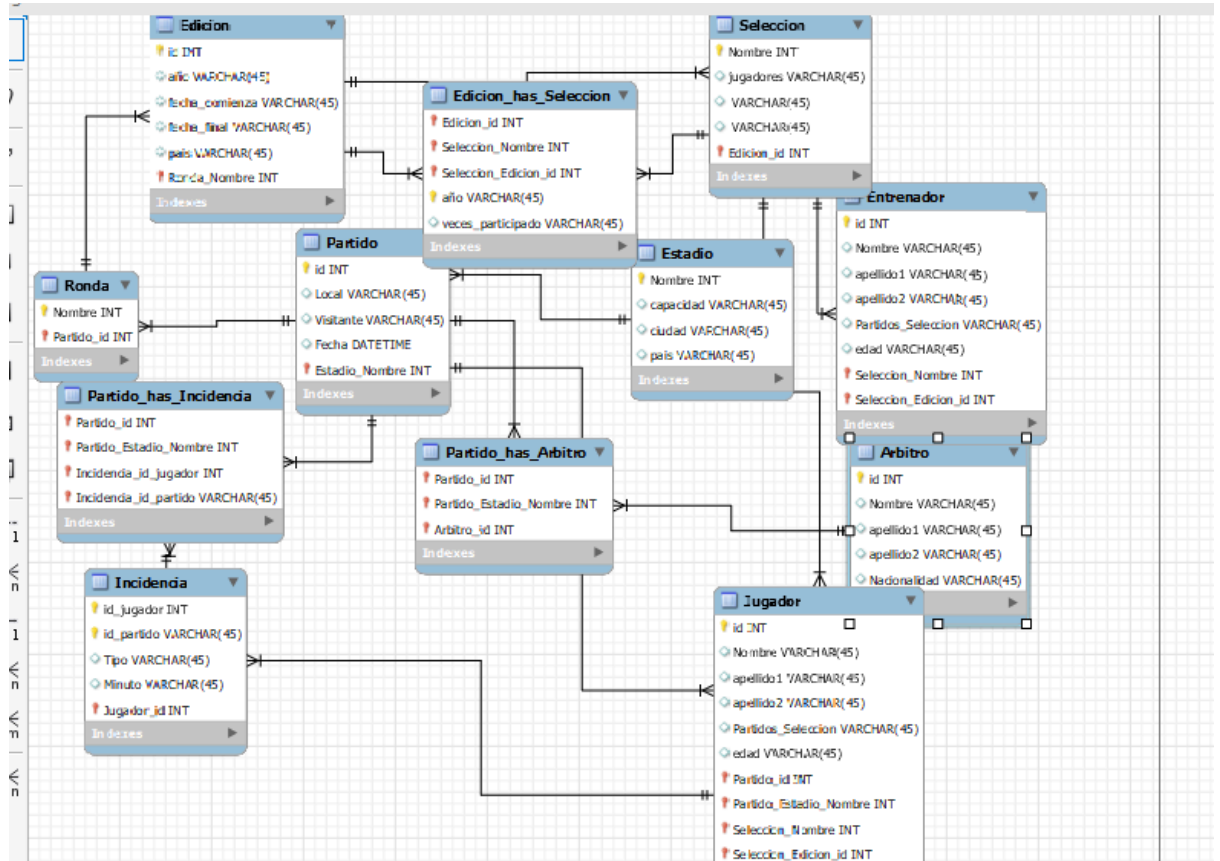 Edicion
id INT
año VARCHAR(45)
fecha_comienza VARCHAR(45)
fecha_final VARCHAR(45)
pais VARCHAR(45)
Ronda_Nombre INT
Indexes
Edicion_has_Seleccion
Edicion_id INT
Seleccion_Nombre INT
Seleccion_Edicion_id INT
año VARCHAR(45)
veces_participado VARCHAR(45)
Indexes
Seleccion
Nombre INT
jugadores VARCHAR(45)
VARCHAR(45)
VARCHAR(45)
Edicion_id INT
Indexes
Entrenador
id INT
Nombre VARCHAR(45)
apellido1 VARCHAR(45)
apellido2 VARCHAR(45)
Partidos_Seleccion VARCHAR(45)
edad VARCHAR(45)
Seleccion_Nombre INT
Seleccion_Edicion_id INT
Indexes
Ronda
Nombre INT
Partido_id INT
Indexes
Partido
id INT
Local VARCHAR(45)
Visitante VARCHAR(45)
Fecha DATETIME
Estadio_Nombre INT
Indexes
Estadio
Nombre INT
capacidad VARCHAR(45)
ciudad VARCHAR(45)
pais VARCHAR(45)
Indexes
Partido_has_Incidencia
Partido_id INT
Partido_Estadio_Nombre INT
Incidencia_id_jugador INT
Incidencia_id_partido VARCHAR(45)
Indexes
Partido_has_Arbitro
Partido_id INT
Partido_Estadio_Nombre INT
Arbitro_id INT
Indexes
Arbitro
id INT
Nombre VARCHAR(45)
apellido1 VARCHAR(45)
apellido2 VARCHAR(45)
Nacionalidad VARCHAR(45)
Incidencia
id_jugador INT
id_partido VARCHAR(45)
Tipo VARCHAR(45)
Minuto VARCHAR(45)
Jugador_id INT
Indexes
Jugador
id INT
Nombre VARCHAR(45)
apellido1 VARCHAR(45)
apellido2 VARCHAR(45)
Partidos_Seleccion VARCHAR(45)
edad VARCHAR(45)
Partido_id INT
Partido_Estadio_Nombre INT
Seleccion_Nombre INT
Seleccion_Edicion_id INT
1
n
1
n
m
n